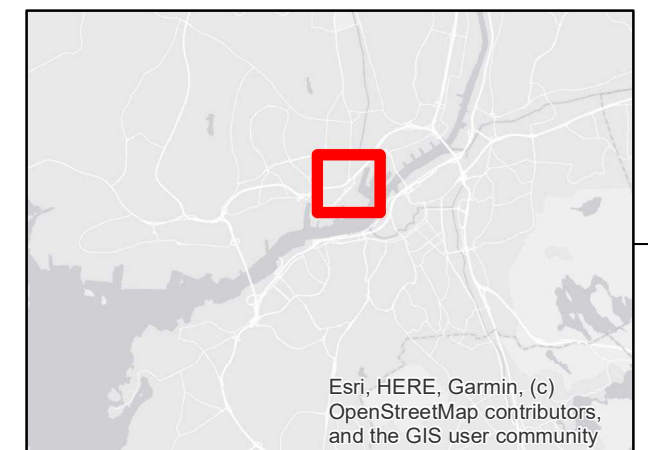 Esri, HERE, Garmin, (c)
OpenStreetMap contributors,
and the GIS user community